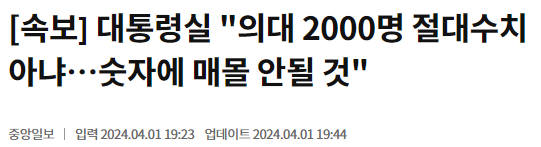 [속보] 대통령실 "의대 2000명 절대수치
아냐…숫자에 매몰 안될 것"
중앙일보 | 입력 2024.04.01 19:23 업데이트 2024.04.01 19:44